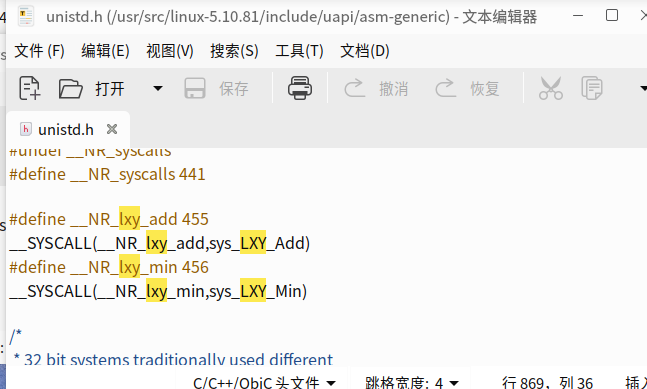 unistd.h (/usr/src/linux-5.10.81/include/uapi/asm-generic) - 文本编辑器
文件 (F) 编辑(E) 视图(V) 搜索(S) 工具(T) 文档(D)
打开 保存 撤消 恢复
unistd.h
#undef __NR_syscalls
#define __NR_syscalls 441
#define __NR_lxy_add 455
__SYSCALL(__NR_lxy_add,sys_LXY_Add)
#define __NR_lxy_min 456
__SYSCALL(__NR_lxy_min,sys_LXY_Min)
/*
* 32 bit systems traditionally used different
C/C++/ObjC 头文件 跳格宽度: 4 行 869，列 36 插入